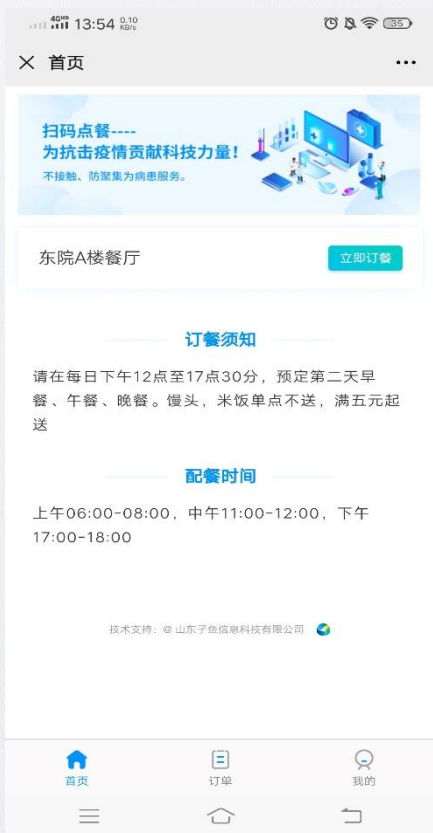 4GHD 13:54 0.10 KB/s 35
首页
扫码点餐----
为抗击疫情贡献科技力量！
不接触、防聚集为病患服务。
东院A楼餐厅 立即订餐
订餐须知
请在每日下午12点至17点30分，预定第二天早
餐、午餐、晚餐。馒头，米饭单点不送，满五元起
送
配餐时间
上午06:00-08:00，中午11:00-12:00，下午
17:00-18:00
技术支持：@山东子鱼信息科技有限公司
首页 订单 我的